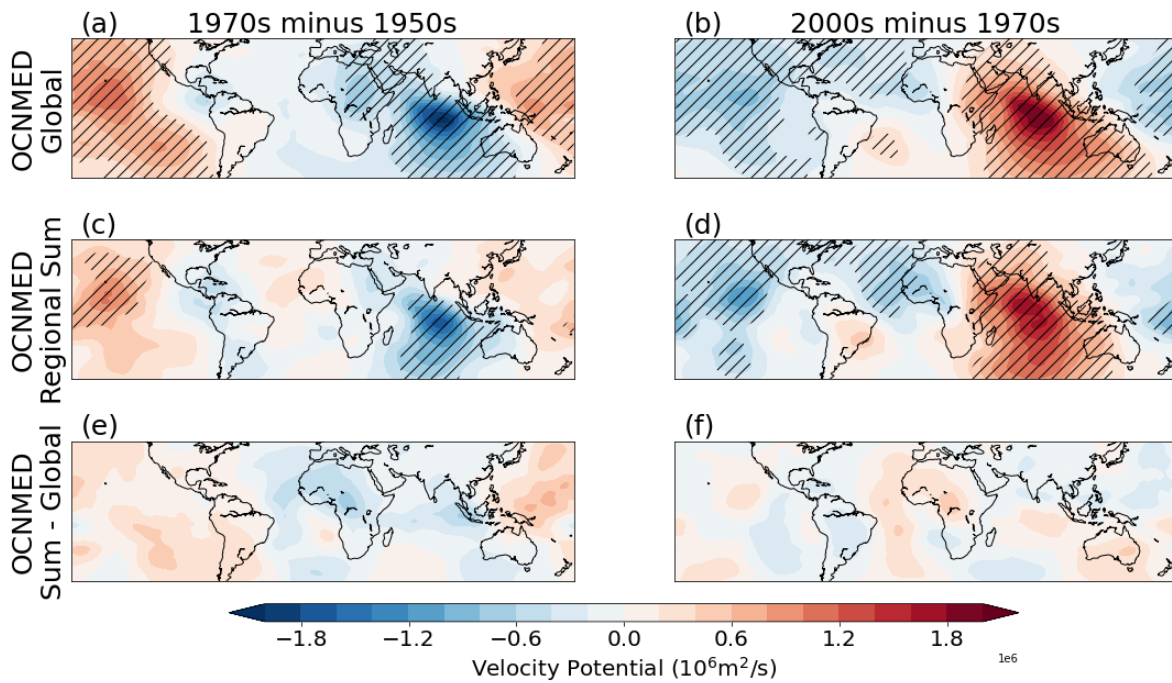 1970s minus 1950s
2000s minus 1970s
(a)
(b)
OCNMED
Global
(c)
(d)
OCNMED
Regional Sum
(e)
(f)
OCNMED
Sum - Global
−1.8 −1.2 −0.6 0.0 0.6 1.2 1.8
1e6
Velocity Potential (10⁶m²/s)